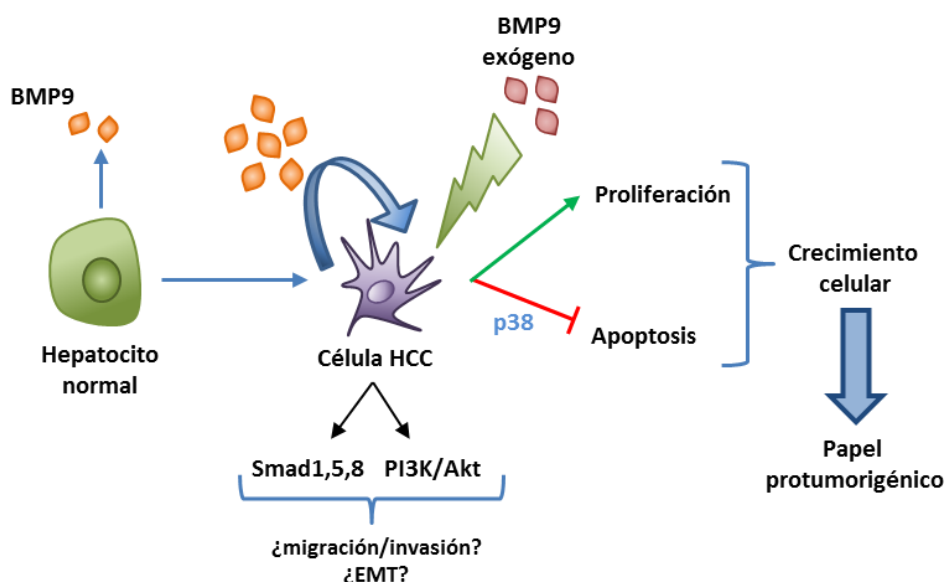 BMP9
BMP9
exógeno
Proliferación
Crecimiento
celular
p38
Apoptosis
Hepatocito
normal
Célula HCC
Papel
protumorigénico
Smad1,5,8 PI3K/Akt
¿migración/invasión?
¿EMT?